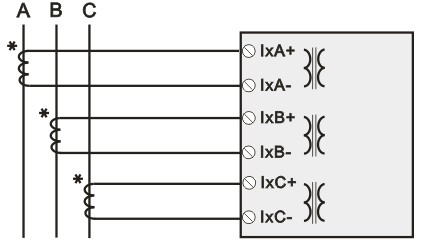 A B C
* IxA+
IxA-
* IxB+
IxB-
* IxC+
IxC-